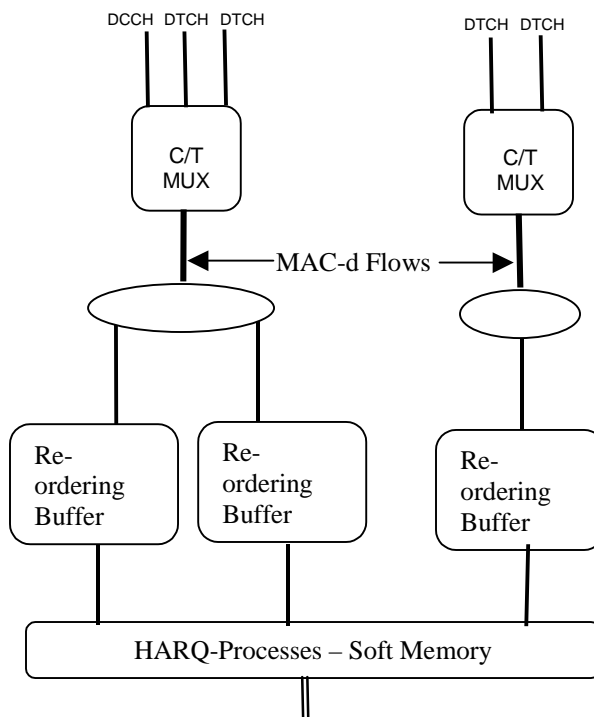 DCCH DTCH DTCH
DTCH DTCH
C/T
MUX
C/T
MUX
MAC-d Flows
Re-
ordering
Buffer
Re-
ordering
Buffer
Re-
ordering
Buffer
HARQ-Processes – Soft Memory